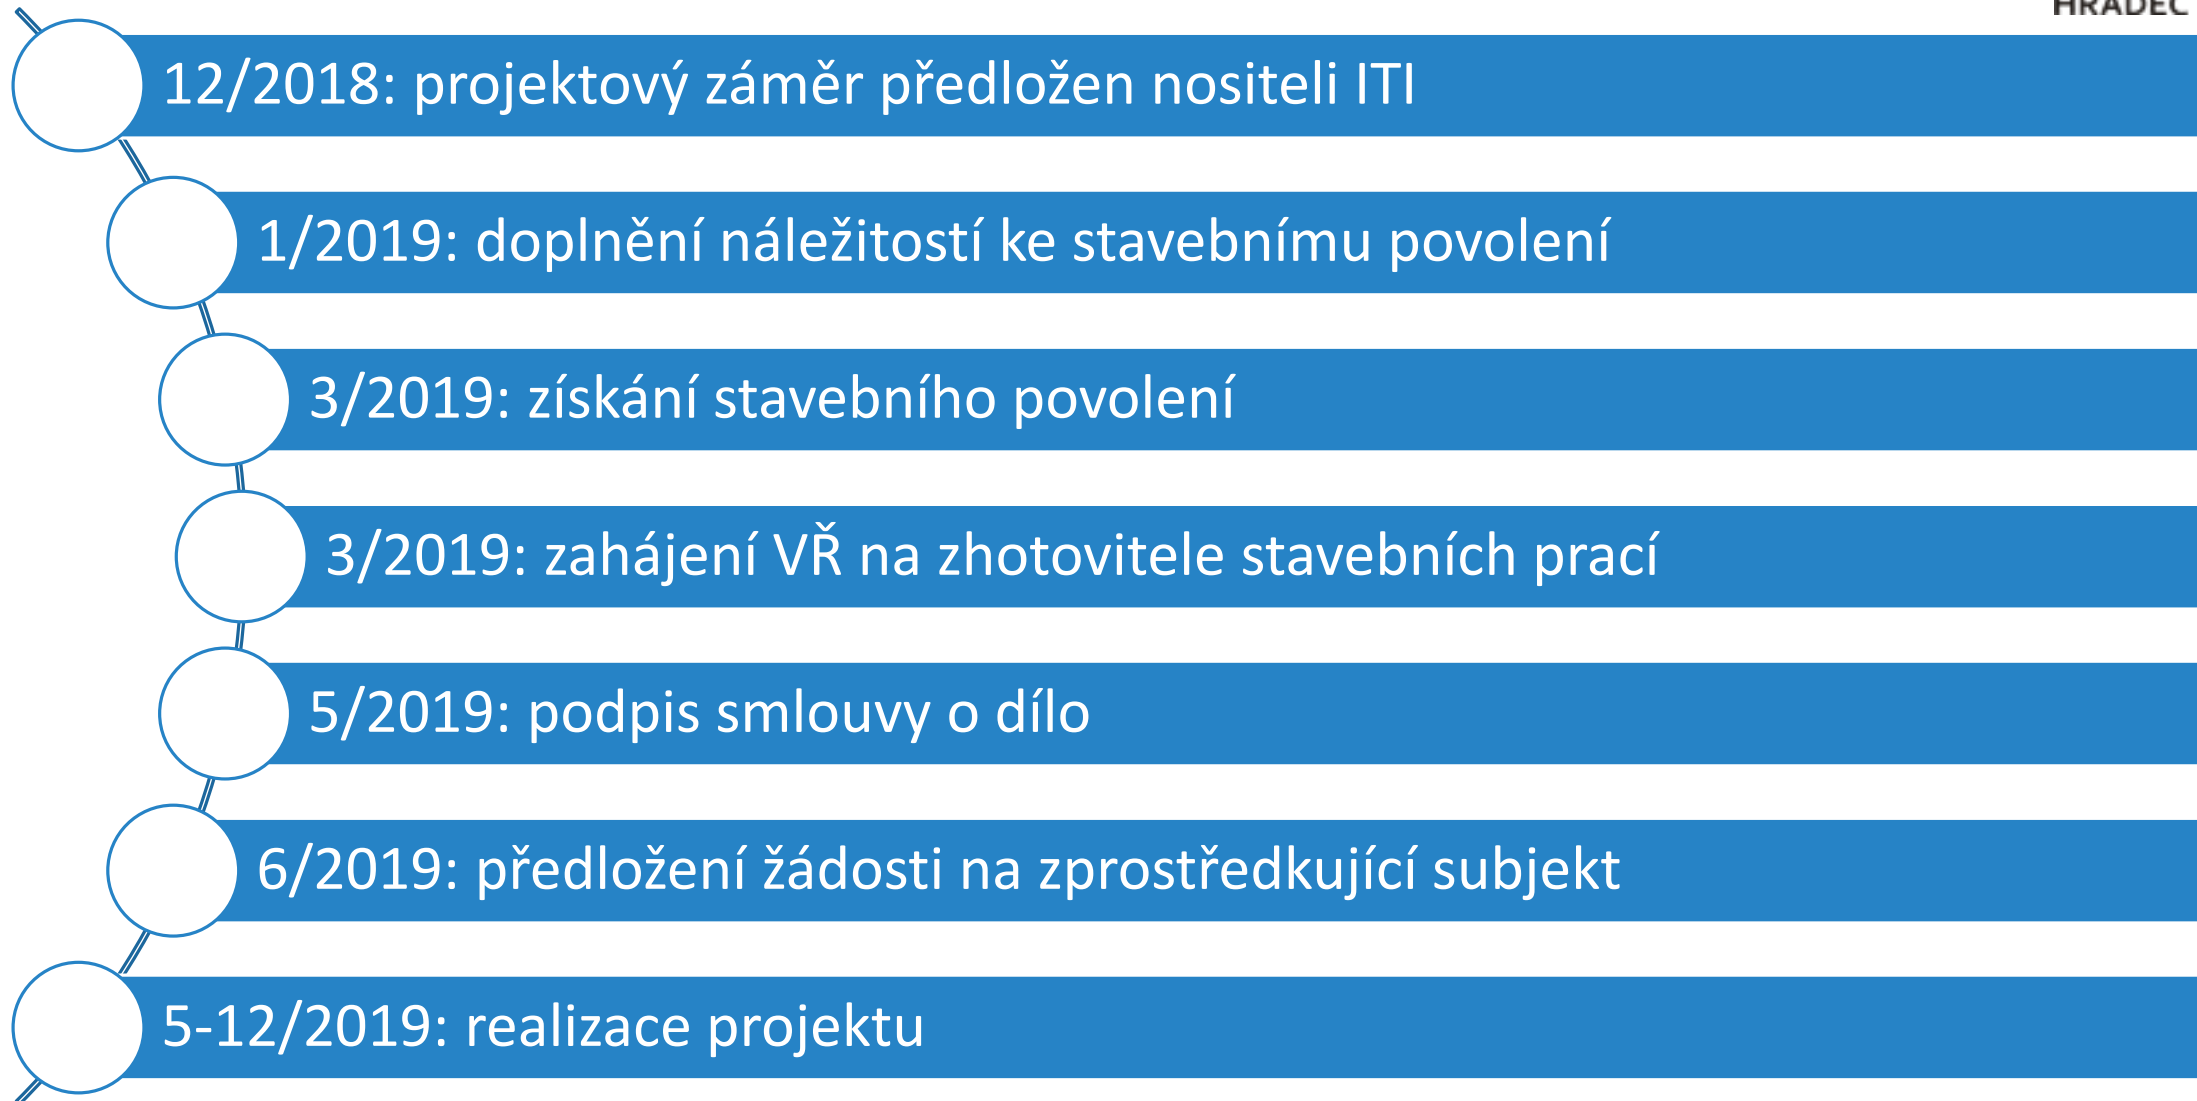 HRADEC
12/2018: projektový záměr předložen nositeli ITI
1/2019: doplnění náležitostí ke stavebnímu povolení
3/2019: získání stavebního povolení
3/2019: zahájení VŘ na zhotovitele stavebních prací
5/2019: podpis smlouvy o dílo
6/2019: předložení žádosti na zprostředkující subjekt
5-12/2019: realizace projektu